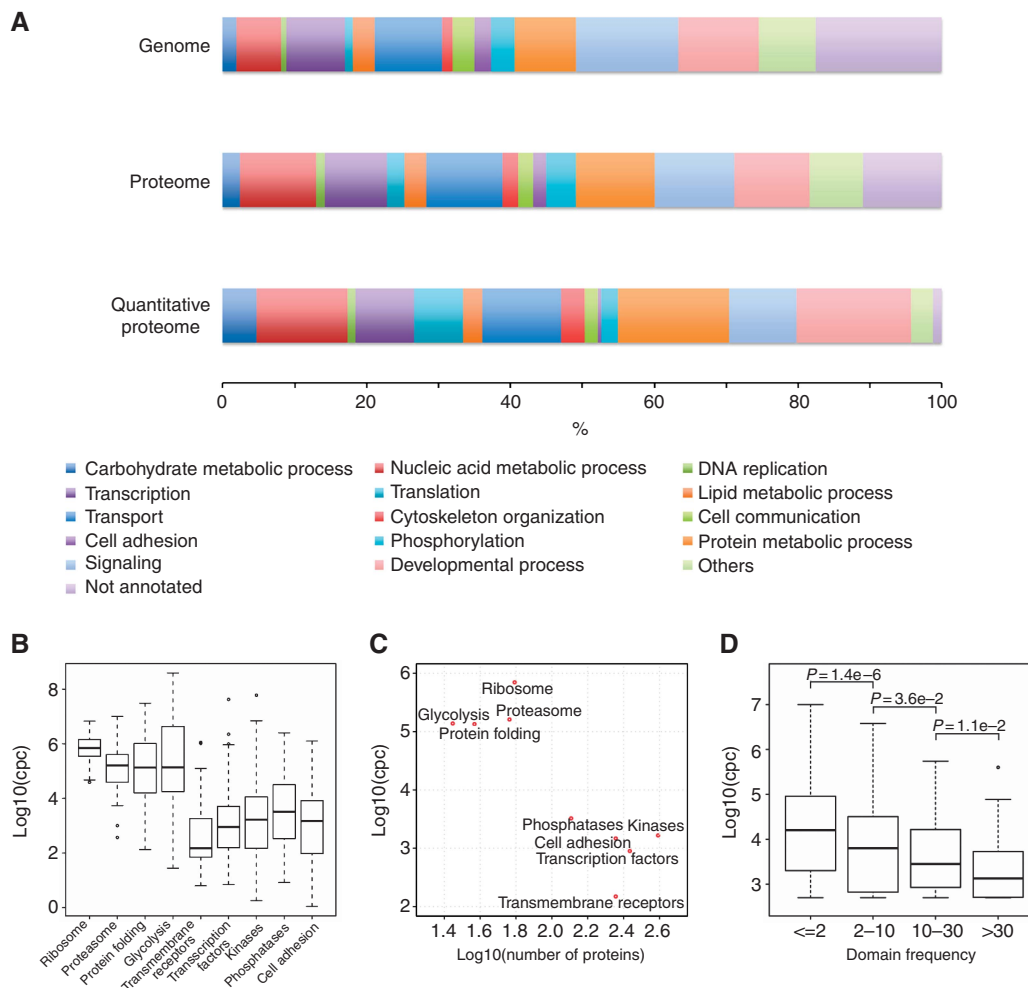 A
Genome
Proteome
Quantitative
proteome
0 20 40 60 80 100
%
Carbohydrate metabolic process
Nucleic acid metabolic process
DNA replication
Transcription
Translation
Lipid metabolic process
Transport
Cytoskeleton organization
Cell communication
Cell adhesion
Phosphorylation
Protein metabolic process
Signaling
Developmental process
Others
Not annotated
B
Log10(cpc)
8
6
4
2
0
Ribosome
Proteasome
Protein folding
Glycolysis
Transmembrane
receptors
Transscription
factors
Kinases
Phosphatases
Cell adhesion
C
Log10(cpc)
6
5
4
3
2
Ribosome
Glycolysis
Proteasome
Protein folding
Phosphatases
Kinases
Cell adhesion
Transcription factors
Transmembrane receptors
1.4 1.6 1.8 2.0 2.2 2.4 2.6
Log10(number of proteins)
D
Log10(cpc)
7
6
5
4
3
P=1.4e–6
P=3.6e–2
P=1.1e–2
<=2 2–10 10–30 >30
Domain frequency